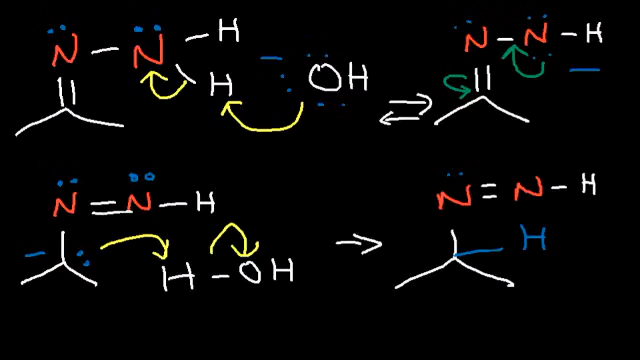 N - N - H N - N - H
H - OH ⇌ -
N = N - H N = N - H
- H - OH → H